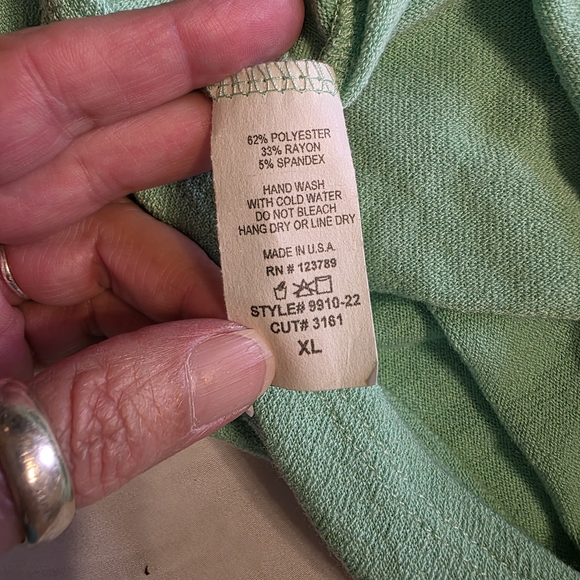 62% POLYESTER
33% RAYON
5% SPANDEX
HAND WASH
WITH COLD WATER
DO NOT BLEACH
HANG DRY OR LINE DRY
MADE IN U.S.A.
RN # 123789
STYLE# 9910-22
CUT# 3161
XL